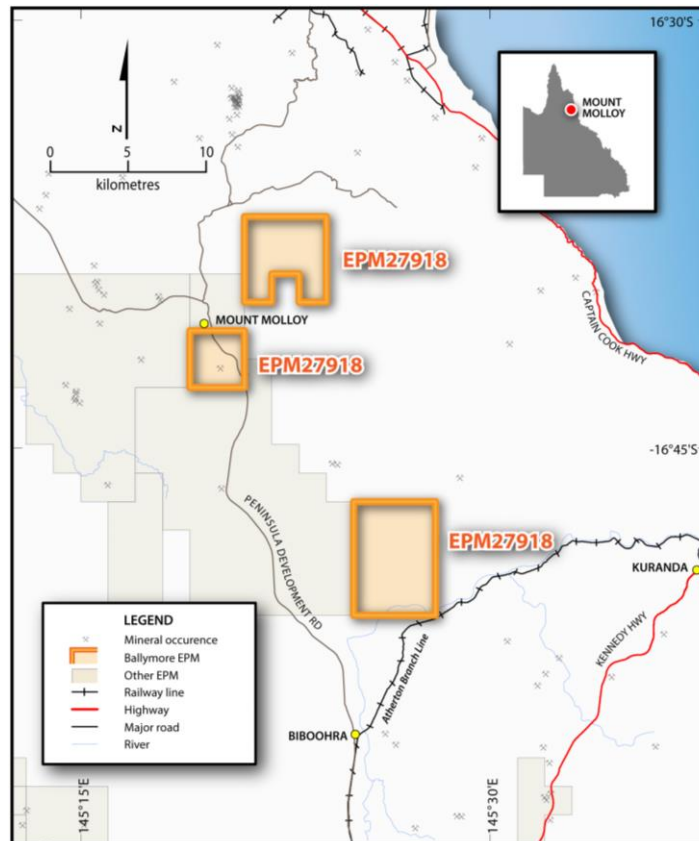 16°30'S
N
0 5 10
kilometres
MOUNT
MOLLOY
EPM27918
MOUNT MOLLOY
EPM27918
CAPTAIN COOK HWY
-16°45'S
PENINSULA DEVELOPMENT RD
EPM27918
KURANDA
KENNEDY HWY
Atherton Branch Line
BIBOOHRA
LEGEND
Mineral occurence
Ballymore EPM
Other EPM
Railway line
Highway
Major road
River
145°15'E
145°30'E